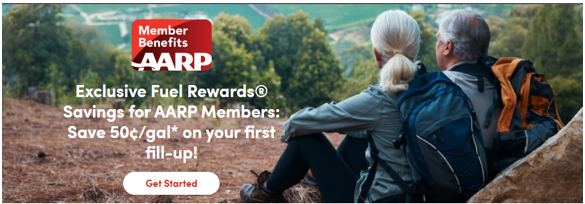 Member
Benefits
AARP
Exclusive Fuel Rewards®
Savings for AARP Members:
Save 50¢/gal* on your first
fill-up!
Get Started